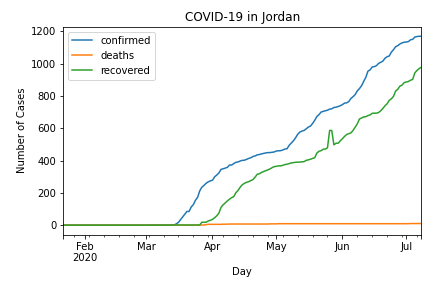 COVID-19 in Jordan
confirmed
deaths
recovered
1200
1000
800
600
400
200
0
Number of Cases
Feb Mar Apr May Jun Jul
2020
Day